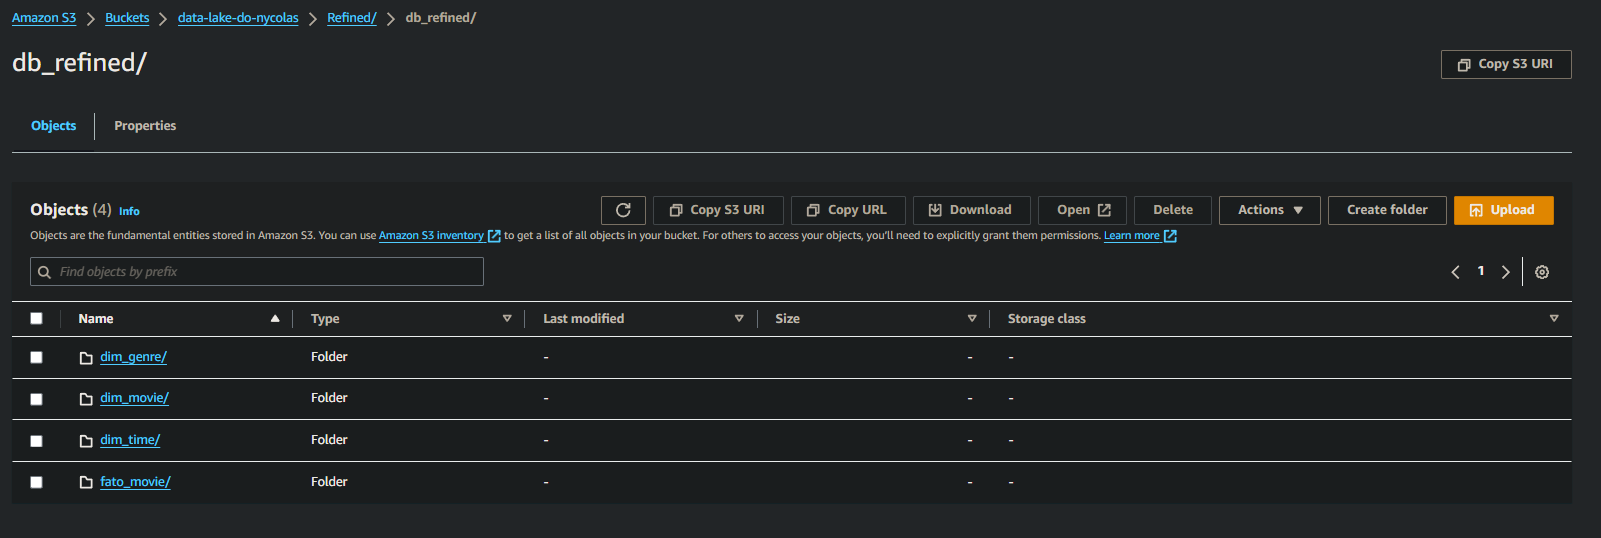 Amazon S3 > Buckets > data-lake-do-nycolas > Refined/ > db_refined/
db_refined/
Copy S3 URI
Objects Properties
Objects (4) Info
Copy S3 URI Copy URL Download Open Delete Actions Create folder Upload
Objects are the fundamental entities stored in Amazon S3. You can use Amazon S3 inventory to get a list of all objects in your bucket. For others to access your objects, you'll need to explicitly grant them permissions. Learn more
Find objects by prefix
< 1 >
Name Type Last modified Size Storage class
dim_genre/ Folder - - -
dim_movie/ Folder - - -
dim_time/ Folder - - -
fato_movie/ Folder - - -